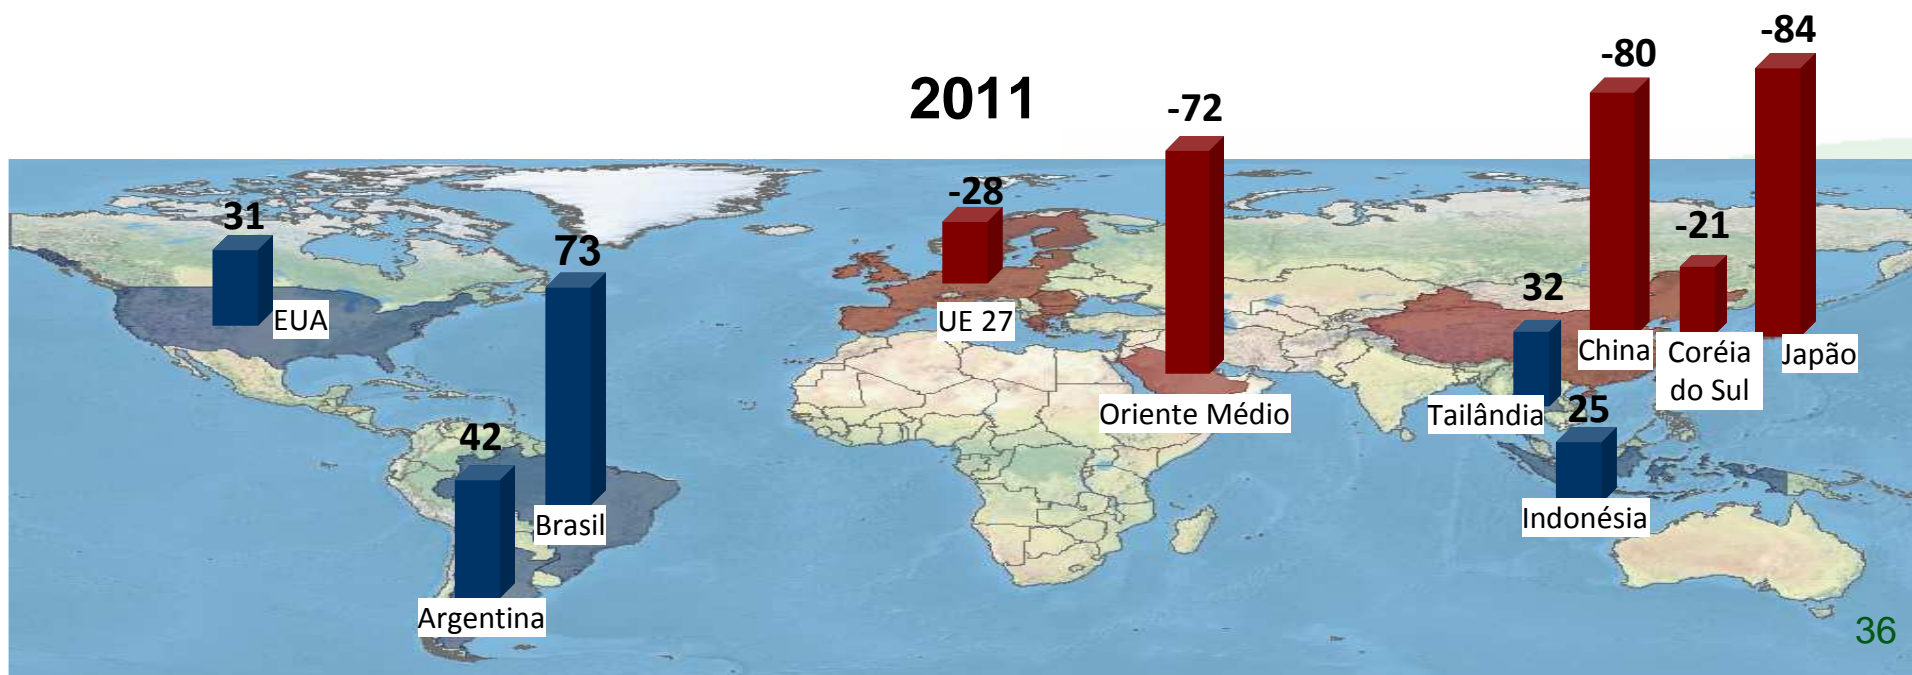 2011
31
EUA
73
Brasil
42
Argentina
-28
UE 27
-72
Oriente Médio
32
Tailândia
25
Indonésia
-80
China
-21
Coréia
do Sul
-84
Japão
36